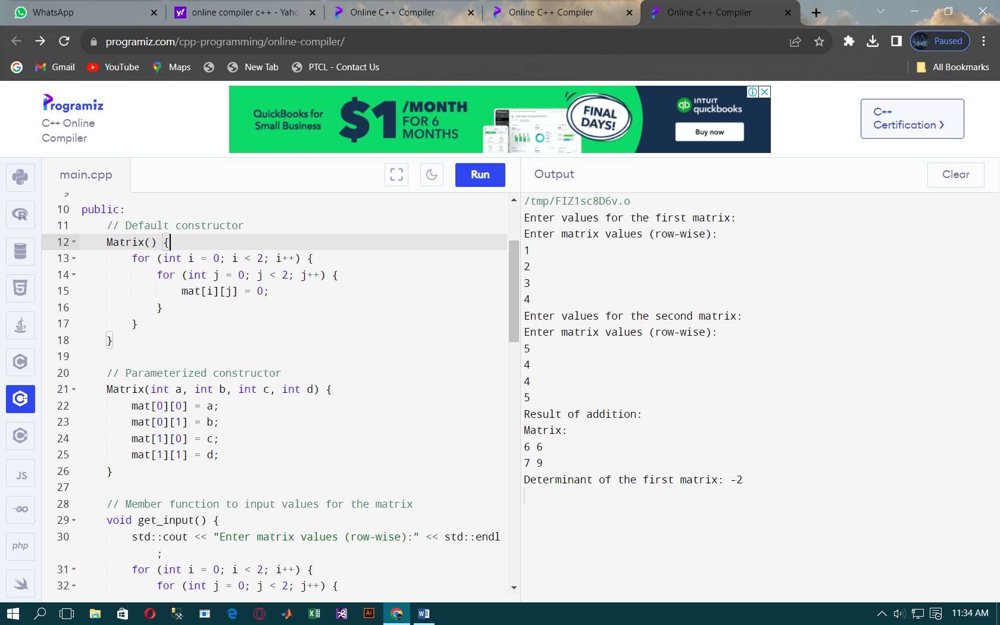 WhatsApp
online compiler c++ - Yaho
Online C++ Compiler
Online C++ Compiler
Online C++ Compiler
programiz.com/cpp-programming/online-compiler/
Paused
Gmail
YouTube
Maps
New Tab
PTCL - Contact Us
All Bookmarks
Programiz
C++ Online
Compiler
QuickBooks for
Small Business
$1
/MONTH
FOR 6
MONTHS
FINAL
DAYS!
qb INTUIT
quickbooks
Buy now
C++
Certification
main.cpp
Run
Output
Clear
9
10 public:
11 // Default constructor
12 Matrix() {
13 for (int i = 0; i < 2; i++) {
14 for (int j = 0; j < 2; j++) {
15 mat[i][j] = 0;
16 }
17 }
18 }
19
20 // Parameterized constructor
21 Matrix(int a, int b, int c, int d) {
22 mat[0][0] = a;
23 mat[0][1] = b;
24 mat[1][0] = c;
25 mat[1][1] = d;
26 }
27
28 // Member function to input values for the matrix
29 void get_input() {
30 std::cout << "Enter matrix values (row-wise):" << std::endl
;
31 for (int i = 0; i < 2; i++) {
32 for (int j = 0; j < 2; j++) {
/tmp/FIZ1sc8D6v.o
Enter values for the first matrix:
Enter matrix values (row-wise):
1
2
3
4
Enter values for the second matrix:
Enter matrix values (row-wise):
5
4
4
5
Result of addition:
Matrix:
6 6
7 9
Determinant of the first matrix: -2
JS
GO
php
Ai
11:34 AM